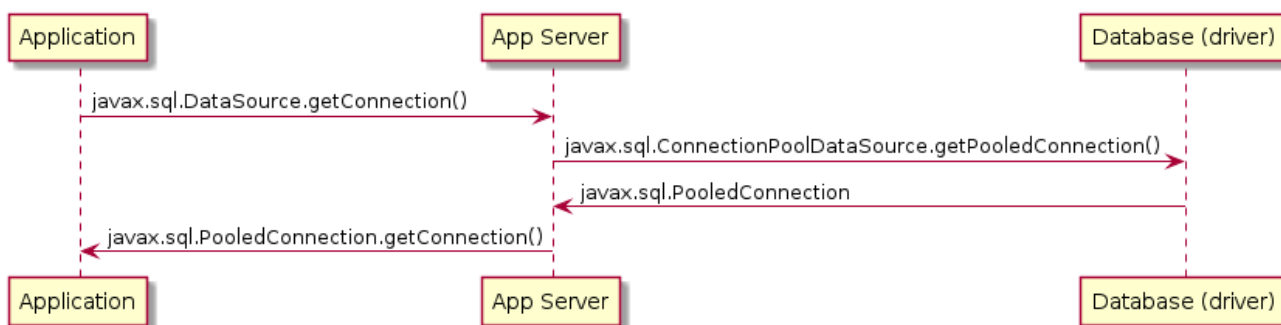 Application
App Server
Database (driver)
javax.sql.DataSource.getConnection()
javax.sql.ConnectionPoolDataSource.getPooledConnection()
javax.sql.PooledConnection
javax.sql.PooledConnection.getConnection()
Application
App Server
Database (driver)